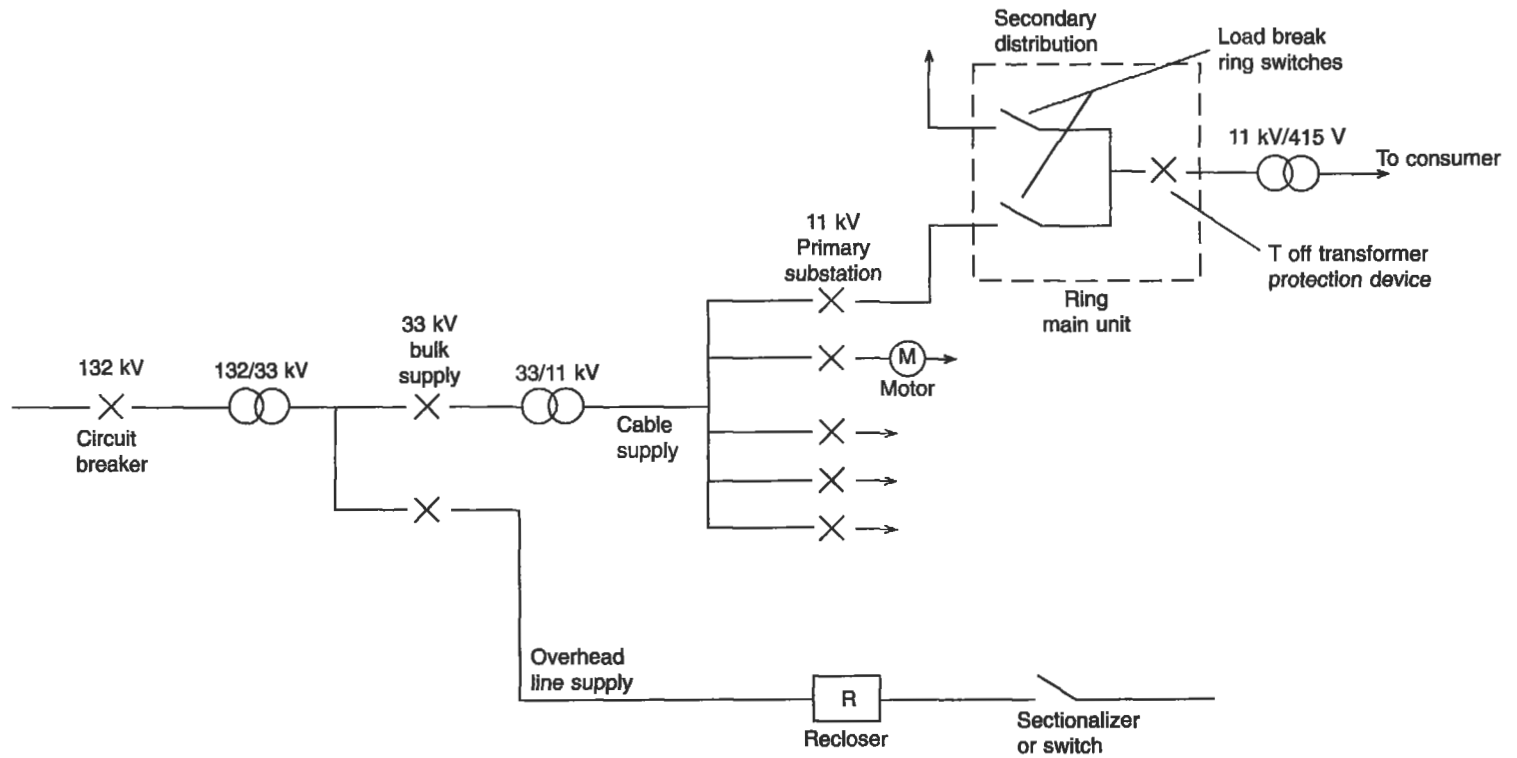 Secondary
distribution
Load break
ring switches
11 kV/415 V
To consumer
T off transformer
protection device
Ring
main unit
11 kV
Primary
substation
M
Motor
33 kV
bulk
supply
132 kV
132/33 kV
33/11 kV
Circuit
breaker
Cable
supply
Overhead
line supply
R
Recloser
Sectionalizer
or switch